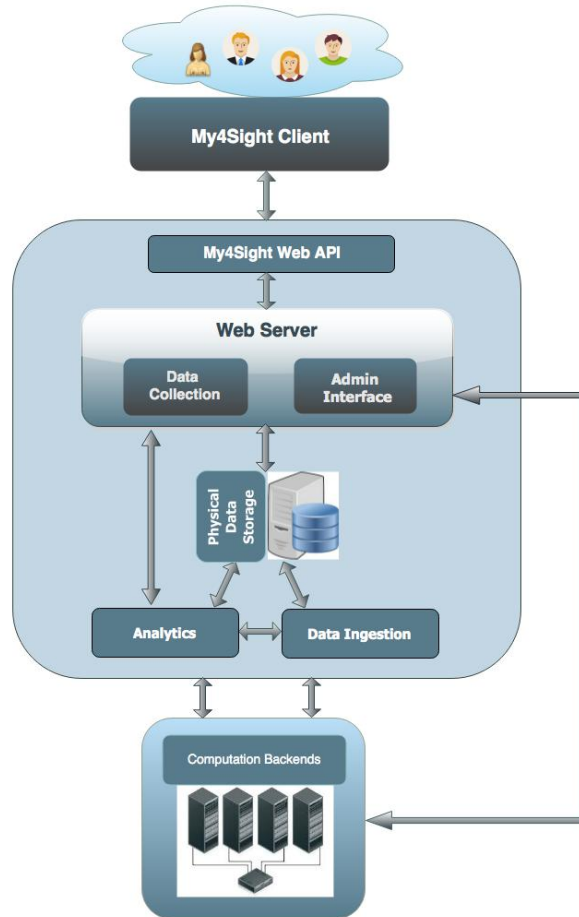 My4Sight Client
My4Sight Web API
Web Server
Data
Collection
Admin
Interface
Physical
Data
Storage
Analytics
Data Ingestion
Computation Backends